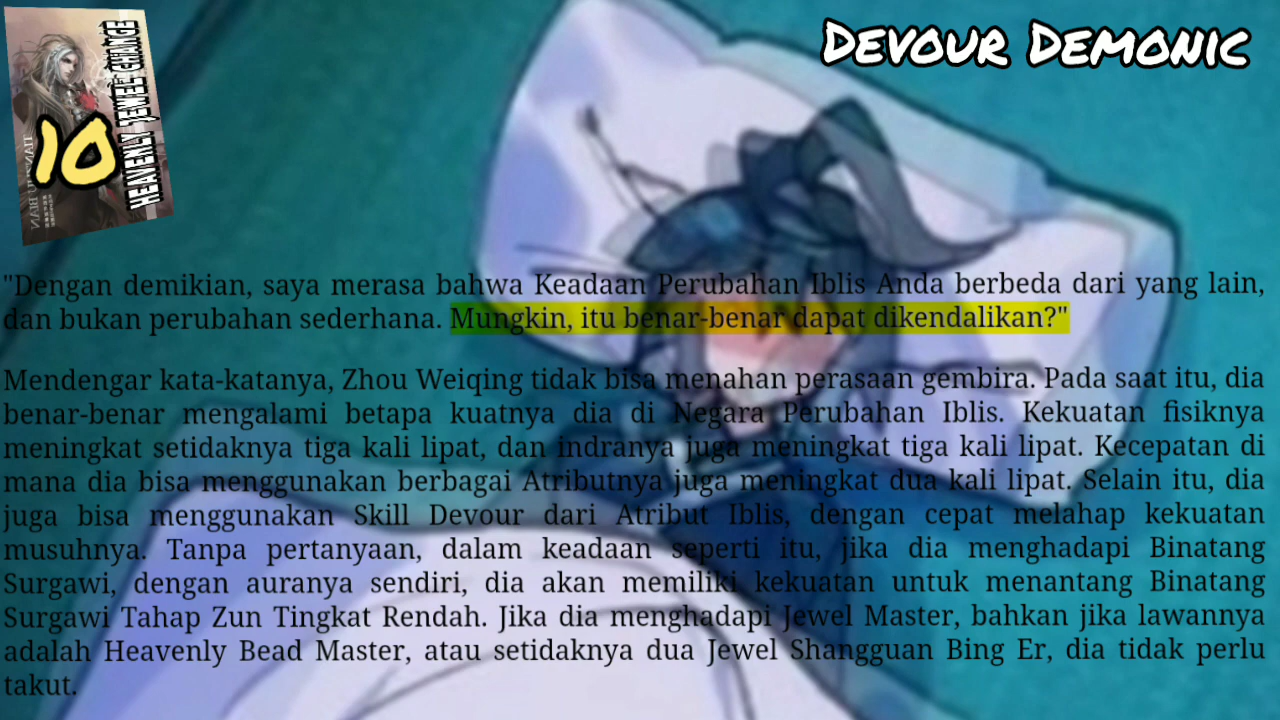 DEVOUR DEMONIC
HEAVENLY JEWEL CHANGE
10
"Dengan demikian, saya merasa bahwa Keadaan Perubahan Iblis Anda berbeda dari yang lain,
dan bukan perubahan sederhana. Mungkin, itu benar-benar dapat dikendalikan?"
Mendengar kata-katanya, Zhou Weiqing tidak bisa menahan perasaan gembira. Pada saat itu, dia
benar-benar mengalami betapa kuatnya dia di Negara Perubahan Iblis. Kekuatan fisiknya
meningkat setidaknya tiga kali lipat, dan indranya juga meningkat tiga kali lipat. Kecepatan di
mana dia bisa menggunakan berbagai Atributnya juga meningkat dua kali lipat. Selain itu, dia
juga bisa menggunakan Skill Devour dari Atribut Iblis, dengan cepat melahap kekuatan
musuhnya. Tanpa pertanyaan, dalam keadaan seperti itu, jika dia menghadapi Binatang
Surgawi, dengan auranya sendiri, dia akan memiliki kekuatan untuk menantang Binatang
Surgawi Tahap Zun Tingkat Rendah. Jika dia menghadapi Jewel Master, bahkan jika lawannya
adalah Heavenly Bead Master, atau setidaknya dua Jewel Shangguan Bing Er, dia tidak perlu
takut.